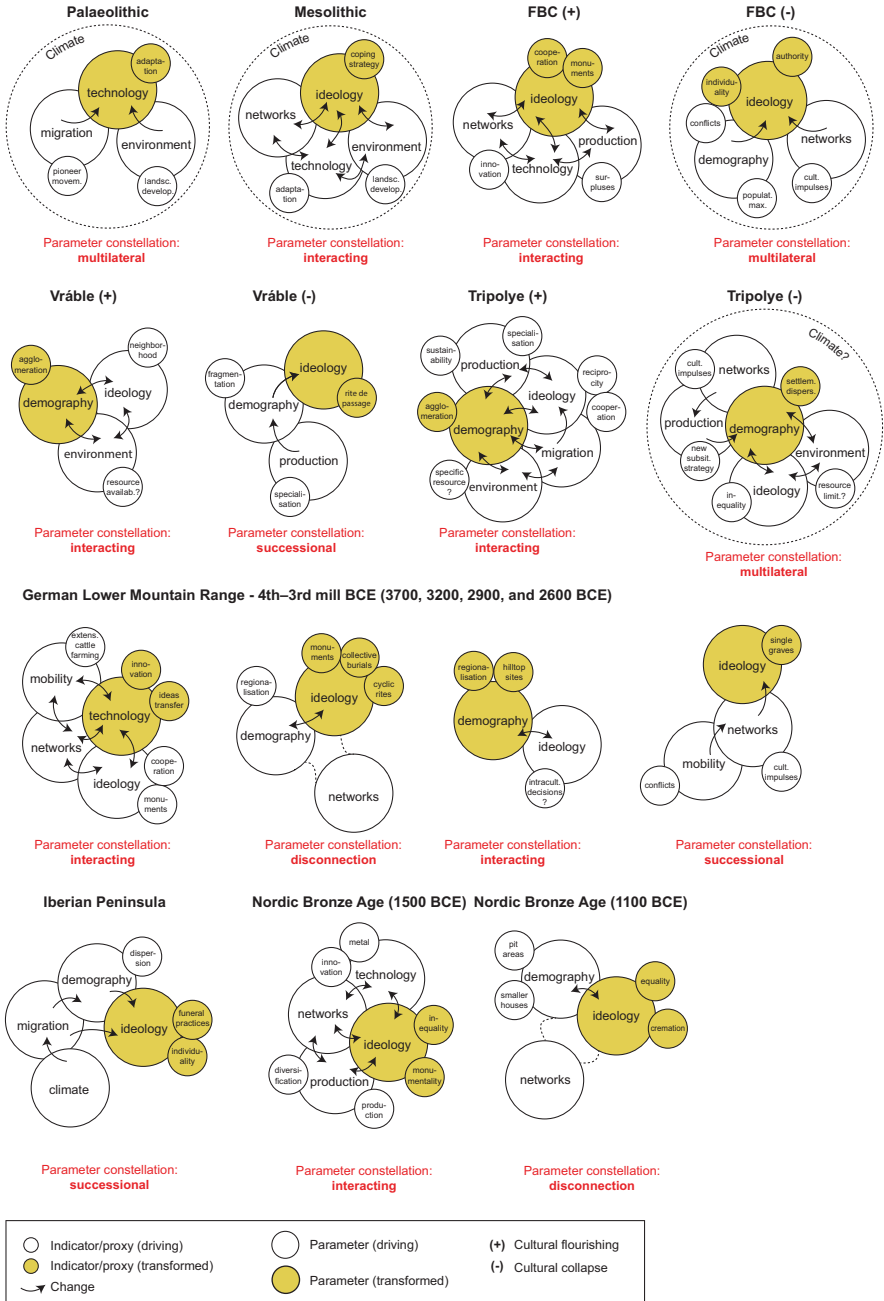 Palaeolithic
Climate
adapta-
tion
technology
migration
environment
pioneer
movem.
landsc.
develop.
Parameter constellation:
multilateral
Mesolithic
Climate
coping
strategy
ideology
networks
environment
technology
adapta-
tion
landsc.
develop.
Parameter constellation:
interacting
FBC (+)
coope-
ration
monu-
ments
ideology
networks
production
technology
inno-
vation
sur-
pluses
Parameter constellation:
interacting
FBC (-)
Climate
authority
individu-
ality
ideology
conflicts
networks
demography
populat.
max.
cult.
impulses
Parameter constellation:
multilateral
Vráble (+)
neighbor-
hood
agglo-
meration
ideology
demography
environment
resource
availab.?
Parameter constellation:
interacting
Vráble (-)
ideology
fragmen-
tation
rite de
passage
demography
production
speciali-
sation
Parameter constellation:
successional
Tripolye (+)
speciali-
sation
sustain-
ability
production
recipro-
city
ideology
agglo-
meration
cooper-
ation
demography
migration
specific
resource
?
environment
Parameter constellation:
interacting
Tripolye (-)
Climate?
cult.
impulses
networks
settlem.
dispers.
production
demography
environment
new
subsit.
strategy
in-
equality
ideology
resource
limit.?
Parameter constellation:
multilateral
German Lower Mountain Range - 4th–3rd mill BCE (3700, 3200, 2900, and 2600 BCE)
extens.
cattle
farming
inno-
vation
mobility
ideas
transfer
technology
networks
coope-
ration
ideology
monu-
ments
Parameter constellation:
interacting
monu-
ments
collective
burials
regiona-
lisation
cyclic
rites
ideology
demography
networks
Parameter constellation:
disconnection
regiona-
lisation
hilltop
sites
demography
ideology
intracult.
decisions
?
Parameter constellation:
interacting
single
graves
ideology
networks
mobility
conflicts
cult.
impulses
Parameter constellation:
successional
Iberian Peninsula
disper-
sion
demography
funeral
practices
migration
ideology
individu-
ality
climate
Parameter constellation:
successional
Nordic Bronze Age (1500 BCE)
metal
inno-
vation
technology
networks
in-
equality
ideology
diversi-
fication
production
monu-
mentality
produ-
ction
Parameter constellation:
interacting
Nordic Bronze Age (1100 BCE)
pit
areas
demography
equality
smaller
houses
ideology
cremation
networks
Parameter constellation:
disconnection
Indicator/proxy (driving)
Indicator/proxy (transformed)
Change
Parameter (driving)
Parameter (transformed)
(+) Cultural flourishing
(-) Cultural collapse